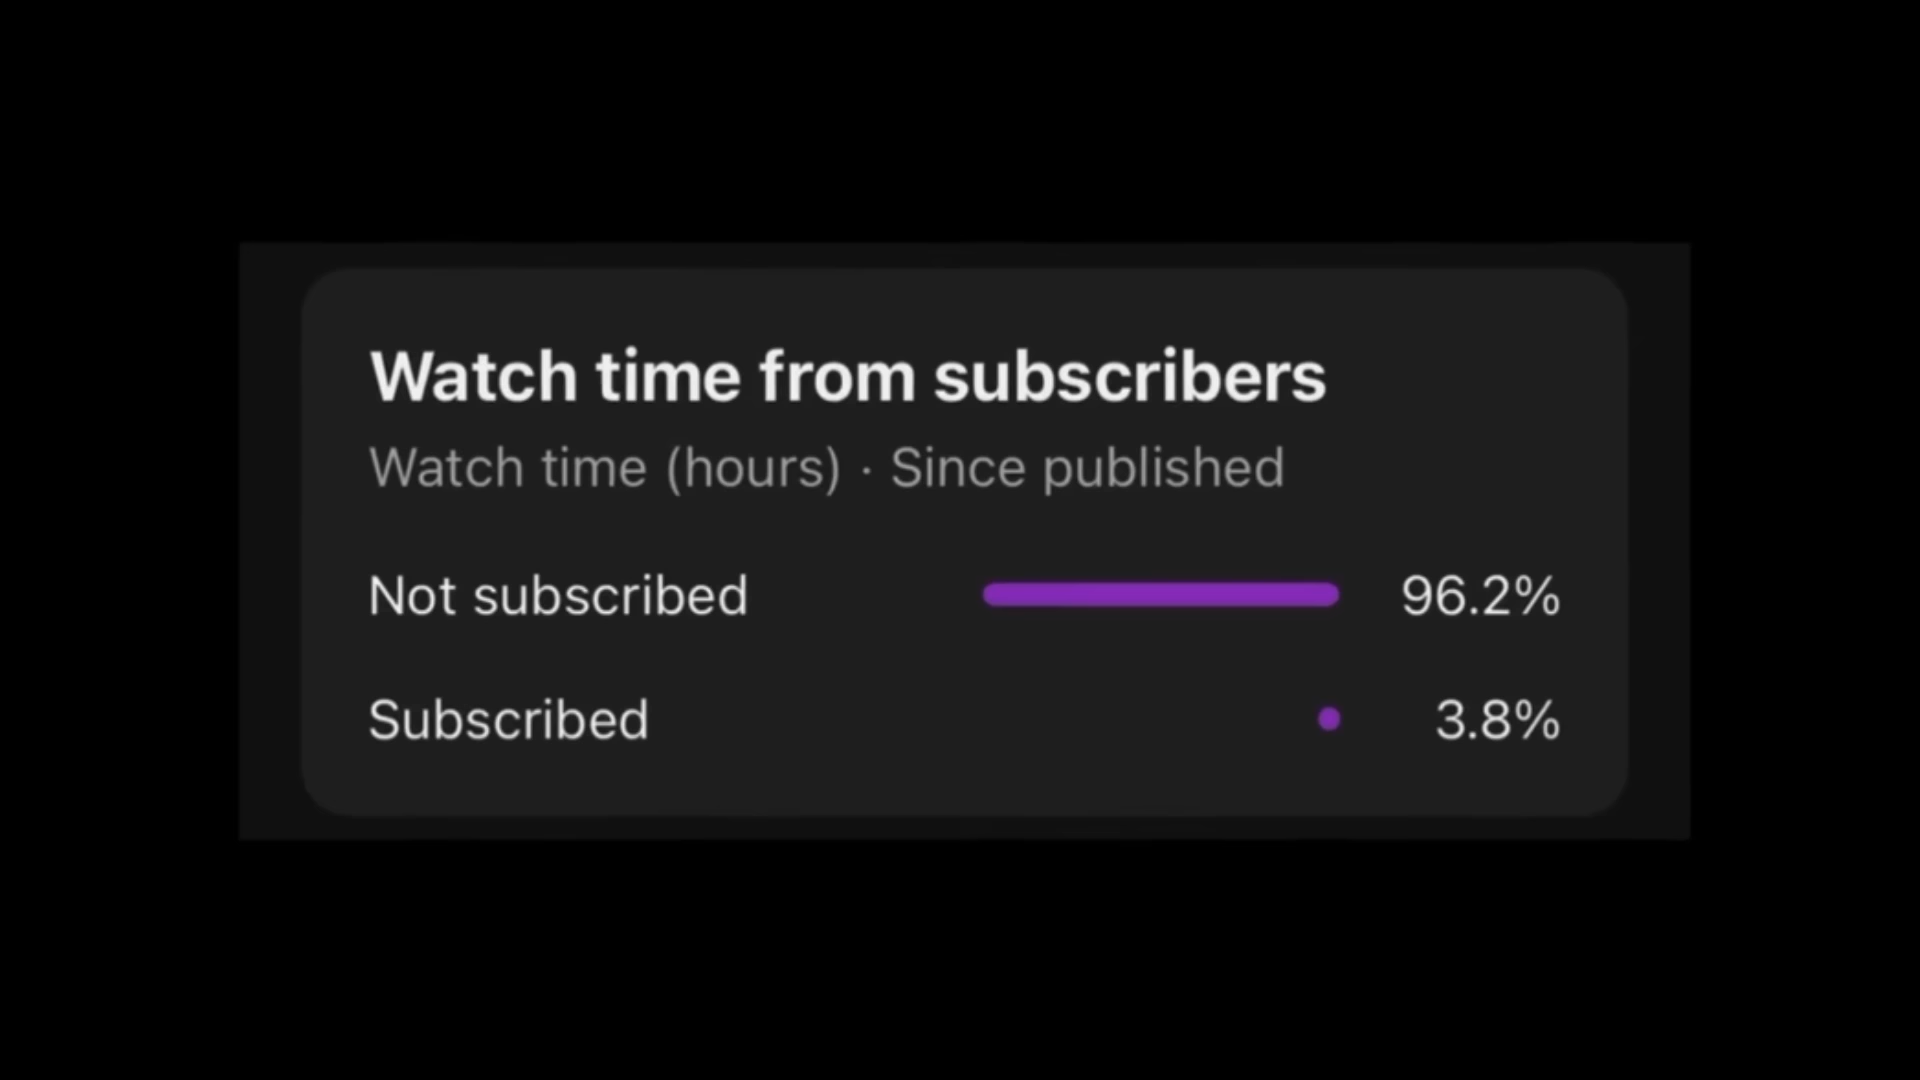 Watch time from subscribers
Watch time (hours) · Since published
Not subscribed 96.2%
Subscribed 3.8%